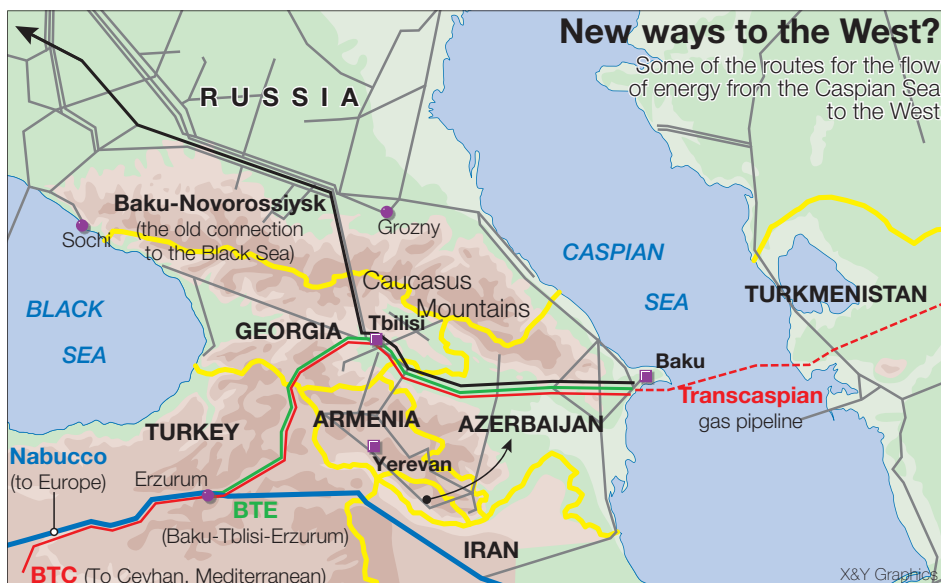 New ways to the West?
Some of the routes for the flow
of energy from the Caspian Sea
to the West
RUSSIA
Baku-Novorossiysk
(the old connection
to the Black Sea)
Sochi
Grozny
CASPIAN
SEA
Caucasus
Mountains
TURKMENISTAN
BLACK
SEA
GEORGIA
Tbilisi
Baku
Transcaspian
gas pipeline
ARMENIA
AZERBAIJAN
TURKEY
Yerevan
Nabucco
(to Europe)
Erzurum
BTE
(Baku-Tblisi-Erzurum)
IRAN
BTC (To Ceyhan, Mediterranean)
X&Y Graphics